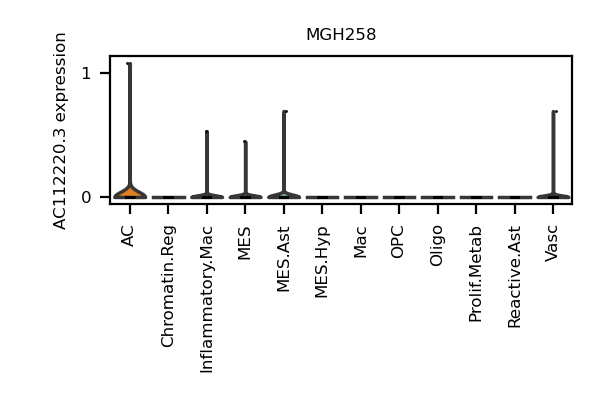 MGH258
AC112220.3 expression
1
0
AC
Chromatin.Reg
Inflammatory.Mac
MES
MES.Ast
MES.Hyp
Mac
OPC
Oligo
Prolif.Metab
Reactive.Ast
Vasc